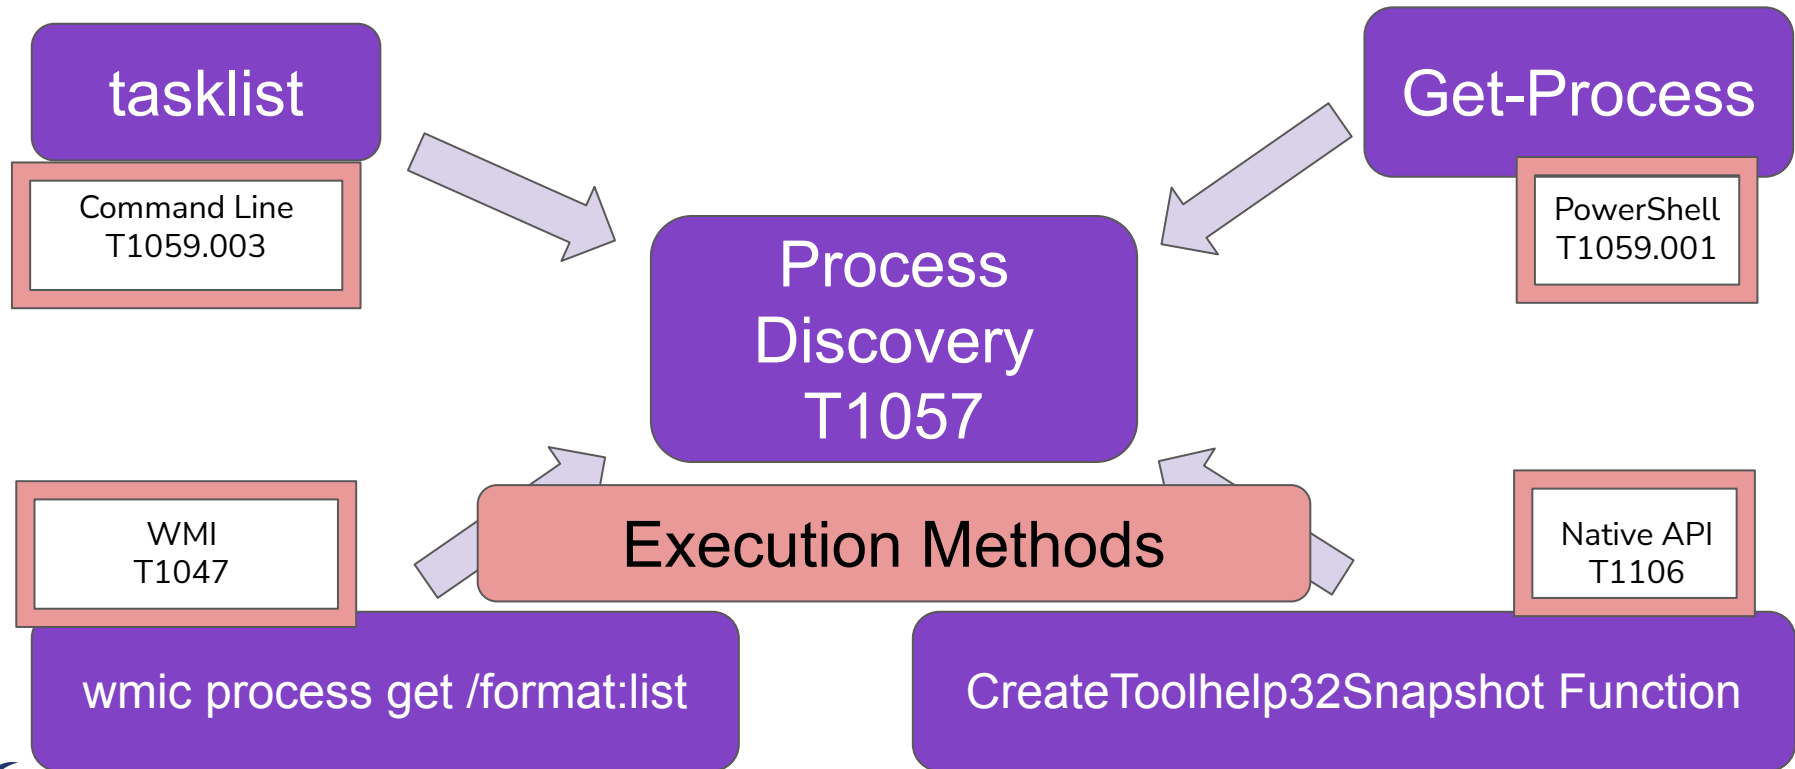 tasklist
Command Line
T1059.003
Get-Process
PowerShell
T1059.001
Process
Discovery
T1057
Execution Methods
WMI
T1047
wmic process get /format:list
Native API
T1106
CreateToolhelp32Snapshot Function